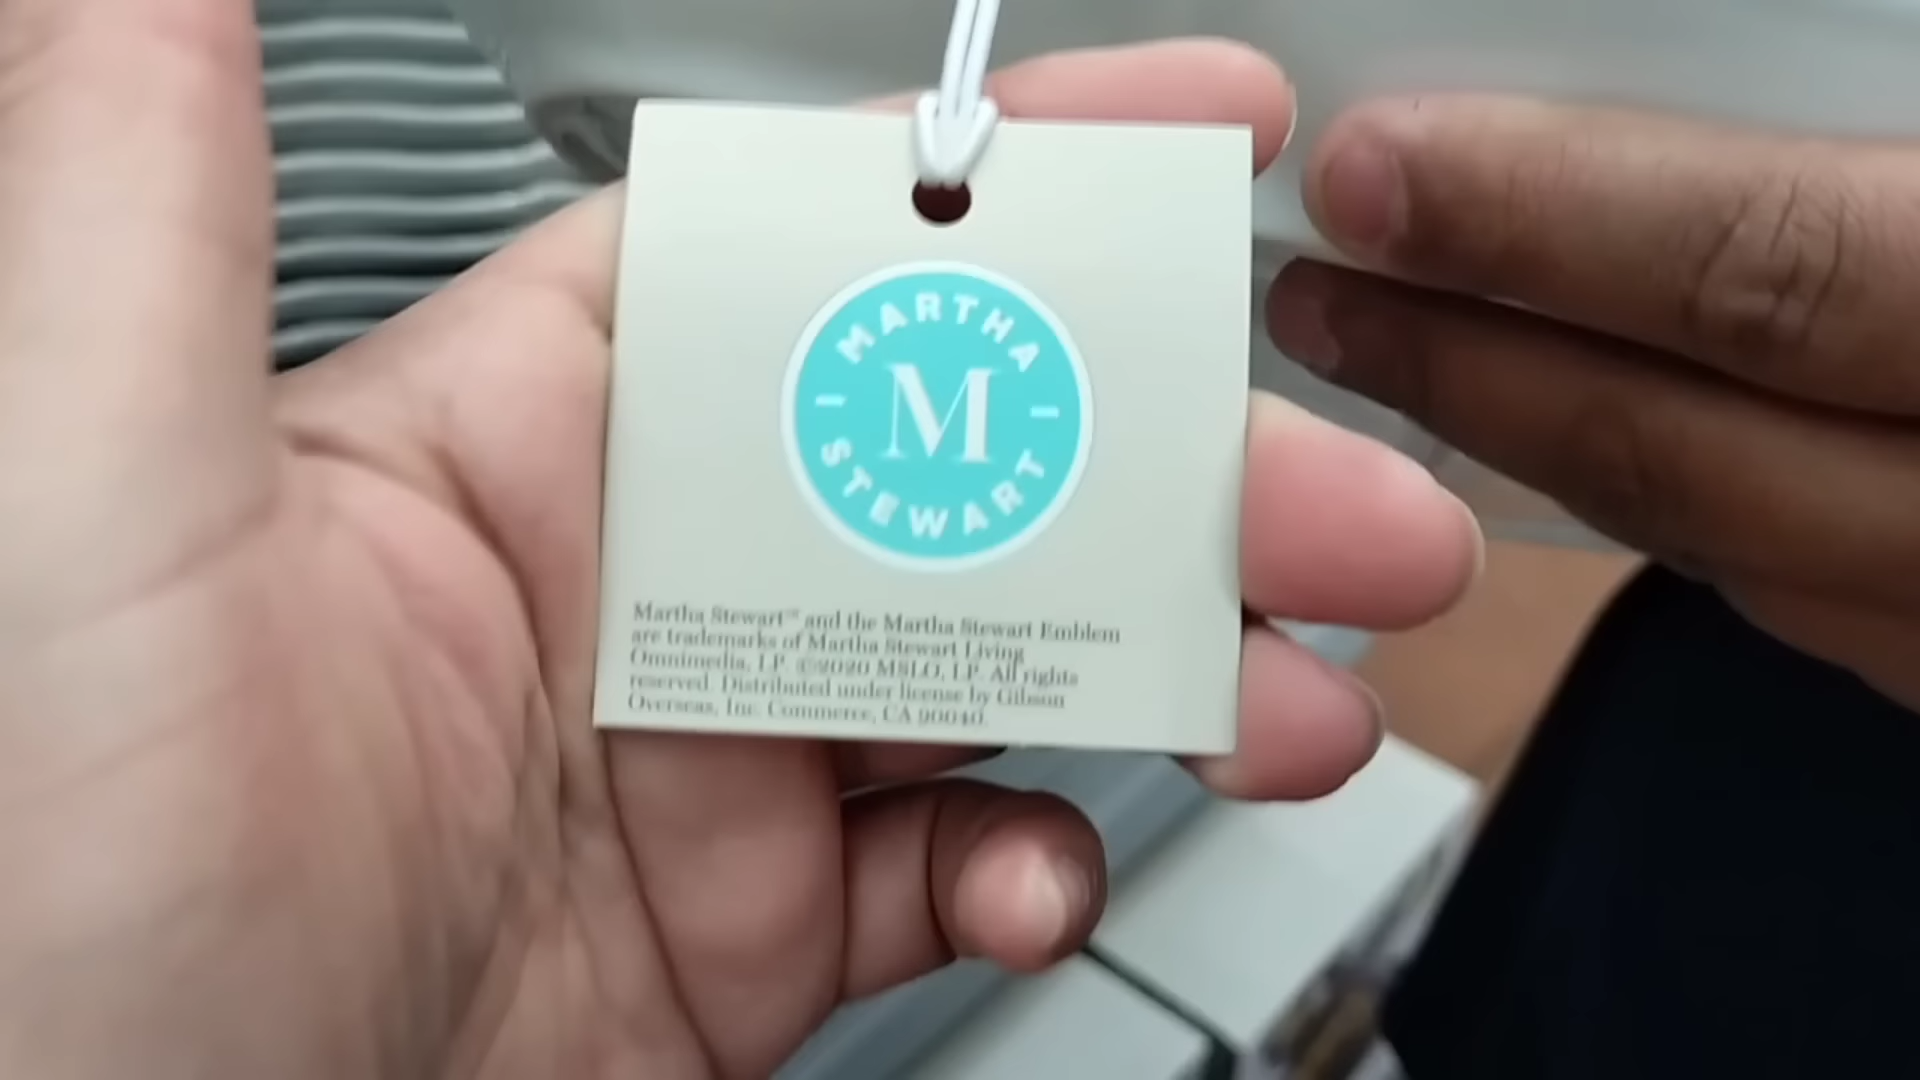 MARTHA
M
STEWART
Martha Stewart™ and the Martha Stewart Emblem
are trademarks of Martha Stewart Living
Omnimedia, LP. ©2020 MSLO, LP. All rights
reserved. Distributed under license by Gibson
Overseas, Inc. Commerce, CA 90040.